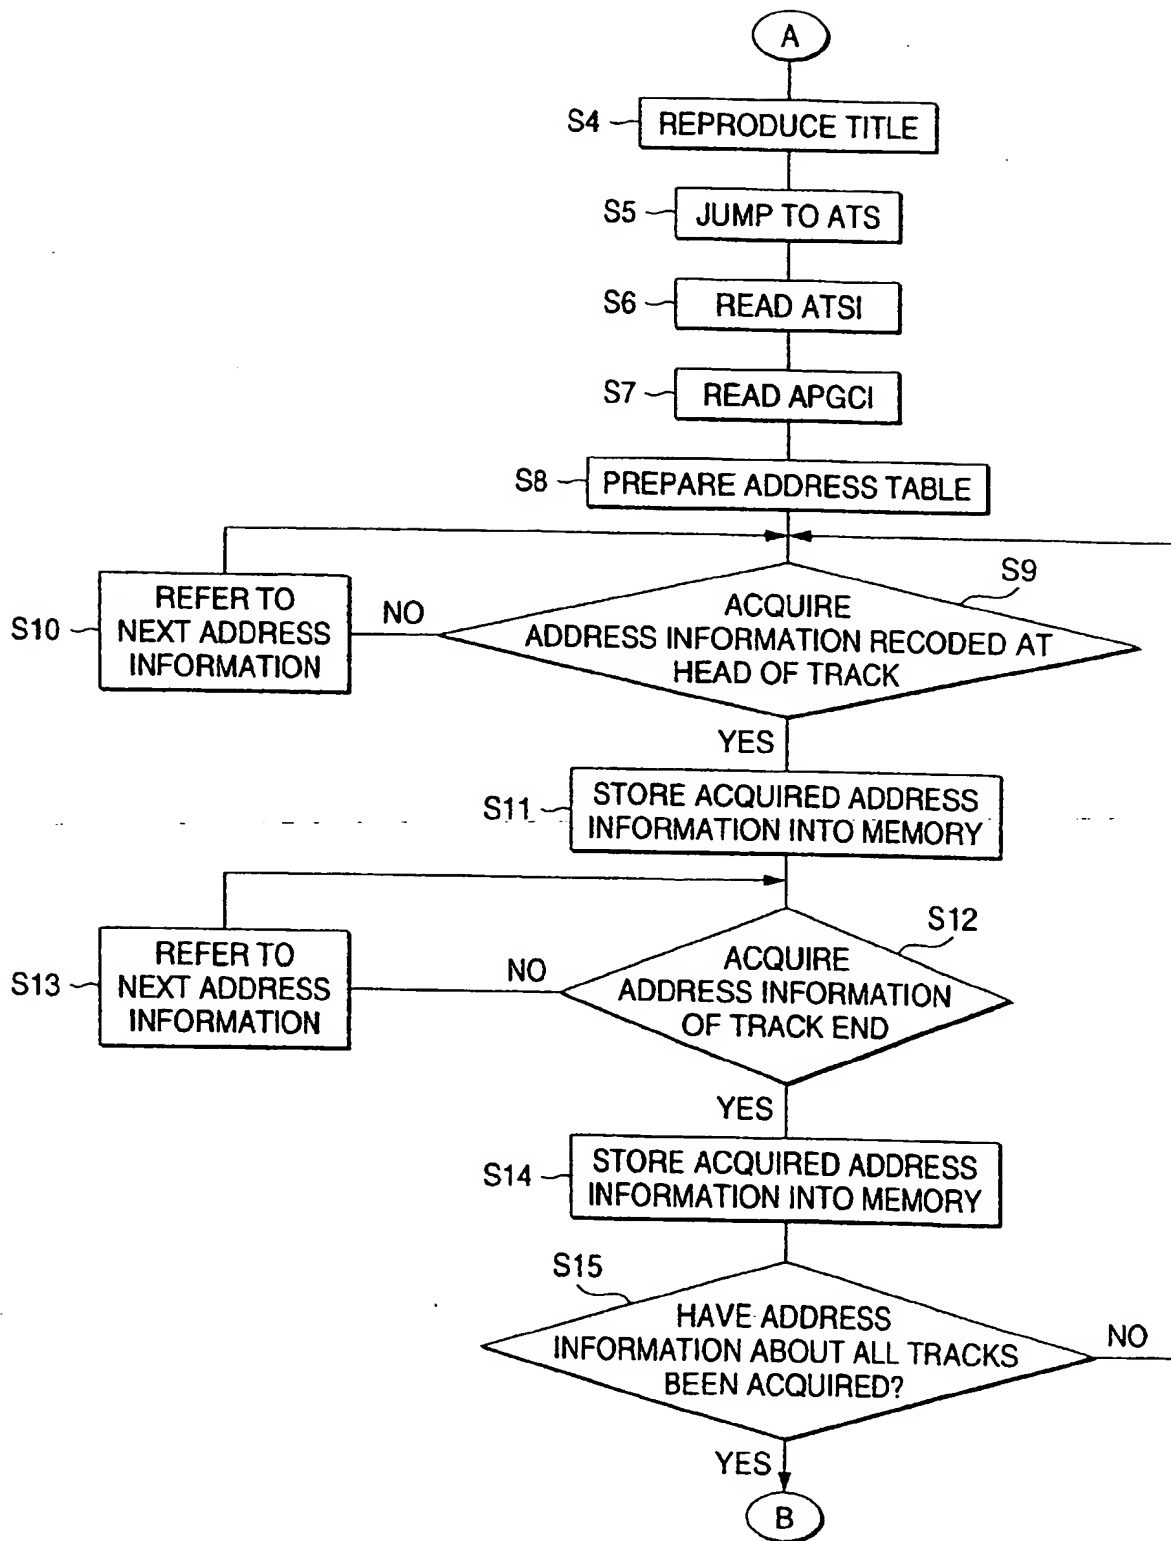 A
S4
REPRODUCE TITLE
S5
JUMP TO ATS
S6
READ ATSI
S7
READ APGCI
S8
PREPARE ADDRESS TABLE
S9
S10
REFER TO
NEXT ADDRESS
INFORMATION
NO
ACQUIRE
ADDRESS INFORMATION RECODED AT
HEAD OF TRACK
YES
S11
STORE ACQUIRED ADDRESS
INFORMATION INTO MEMORY
S12
S13
REFER TO
NEXT ADDRESS
INFORMATION
NO
ACQUIRE
ADDRESS INFORMATION
OF TRACK END
YES
S14
STORE ACQUIRED ADDRESS
INFORMATION INTO MEMORY
S15
HAVE ADDRESS
INFORMATION ABOUT ALL TRACKS
BEEN ACQUIRED?
NO
YES
B